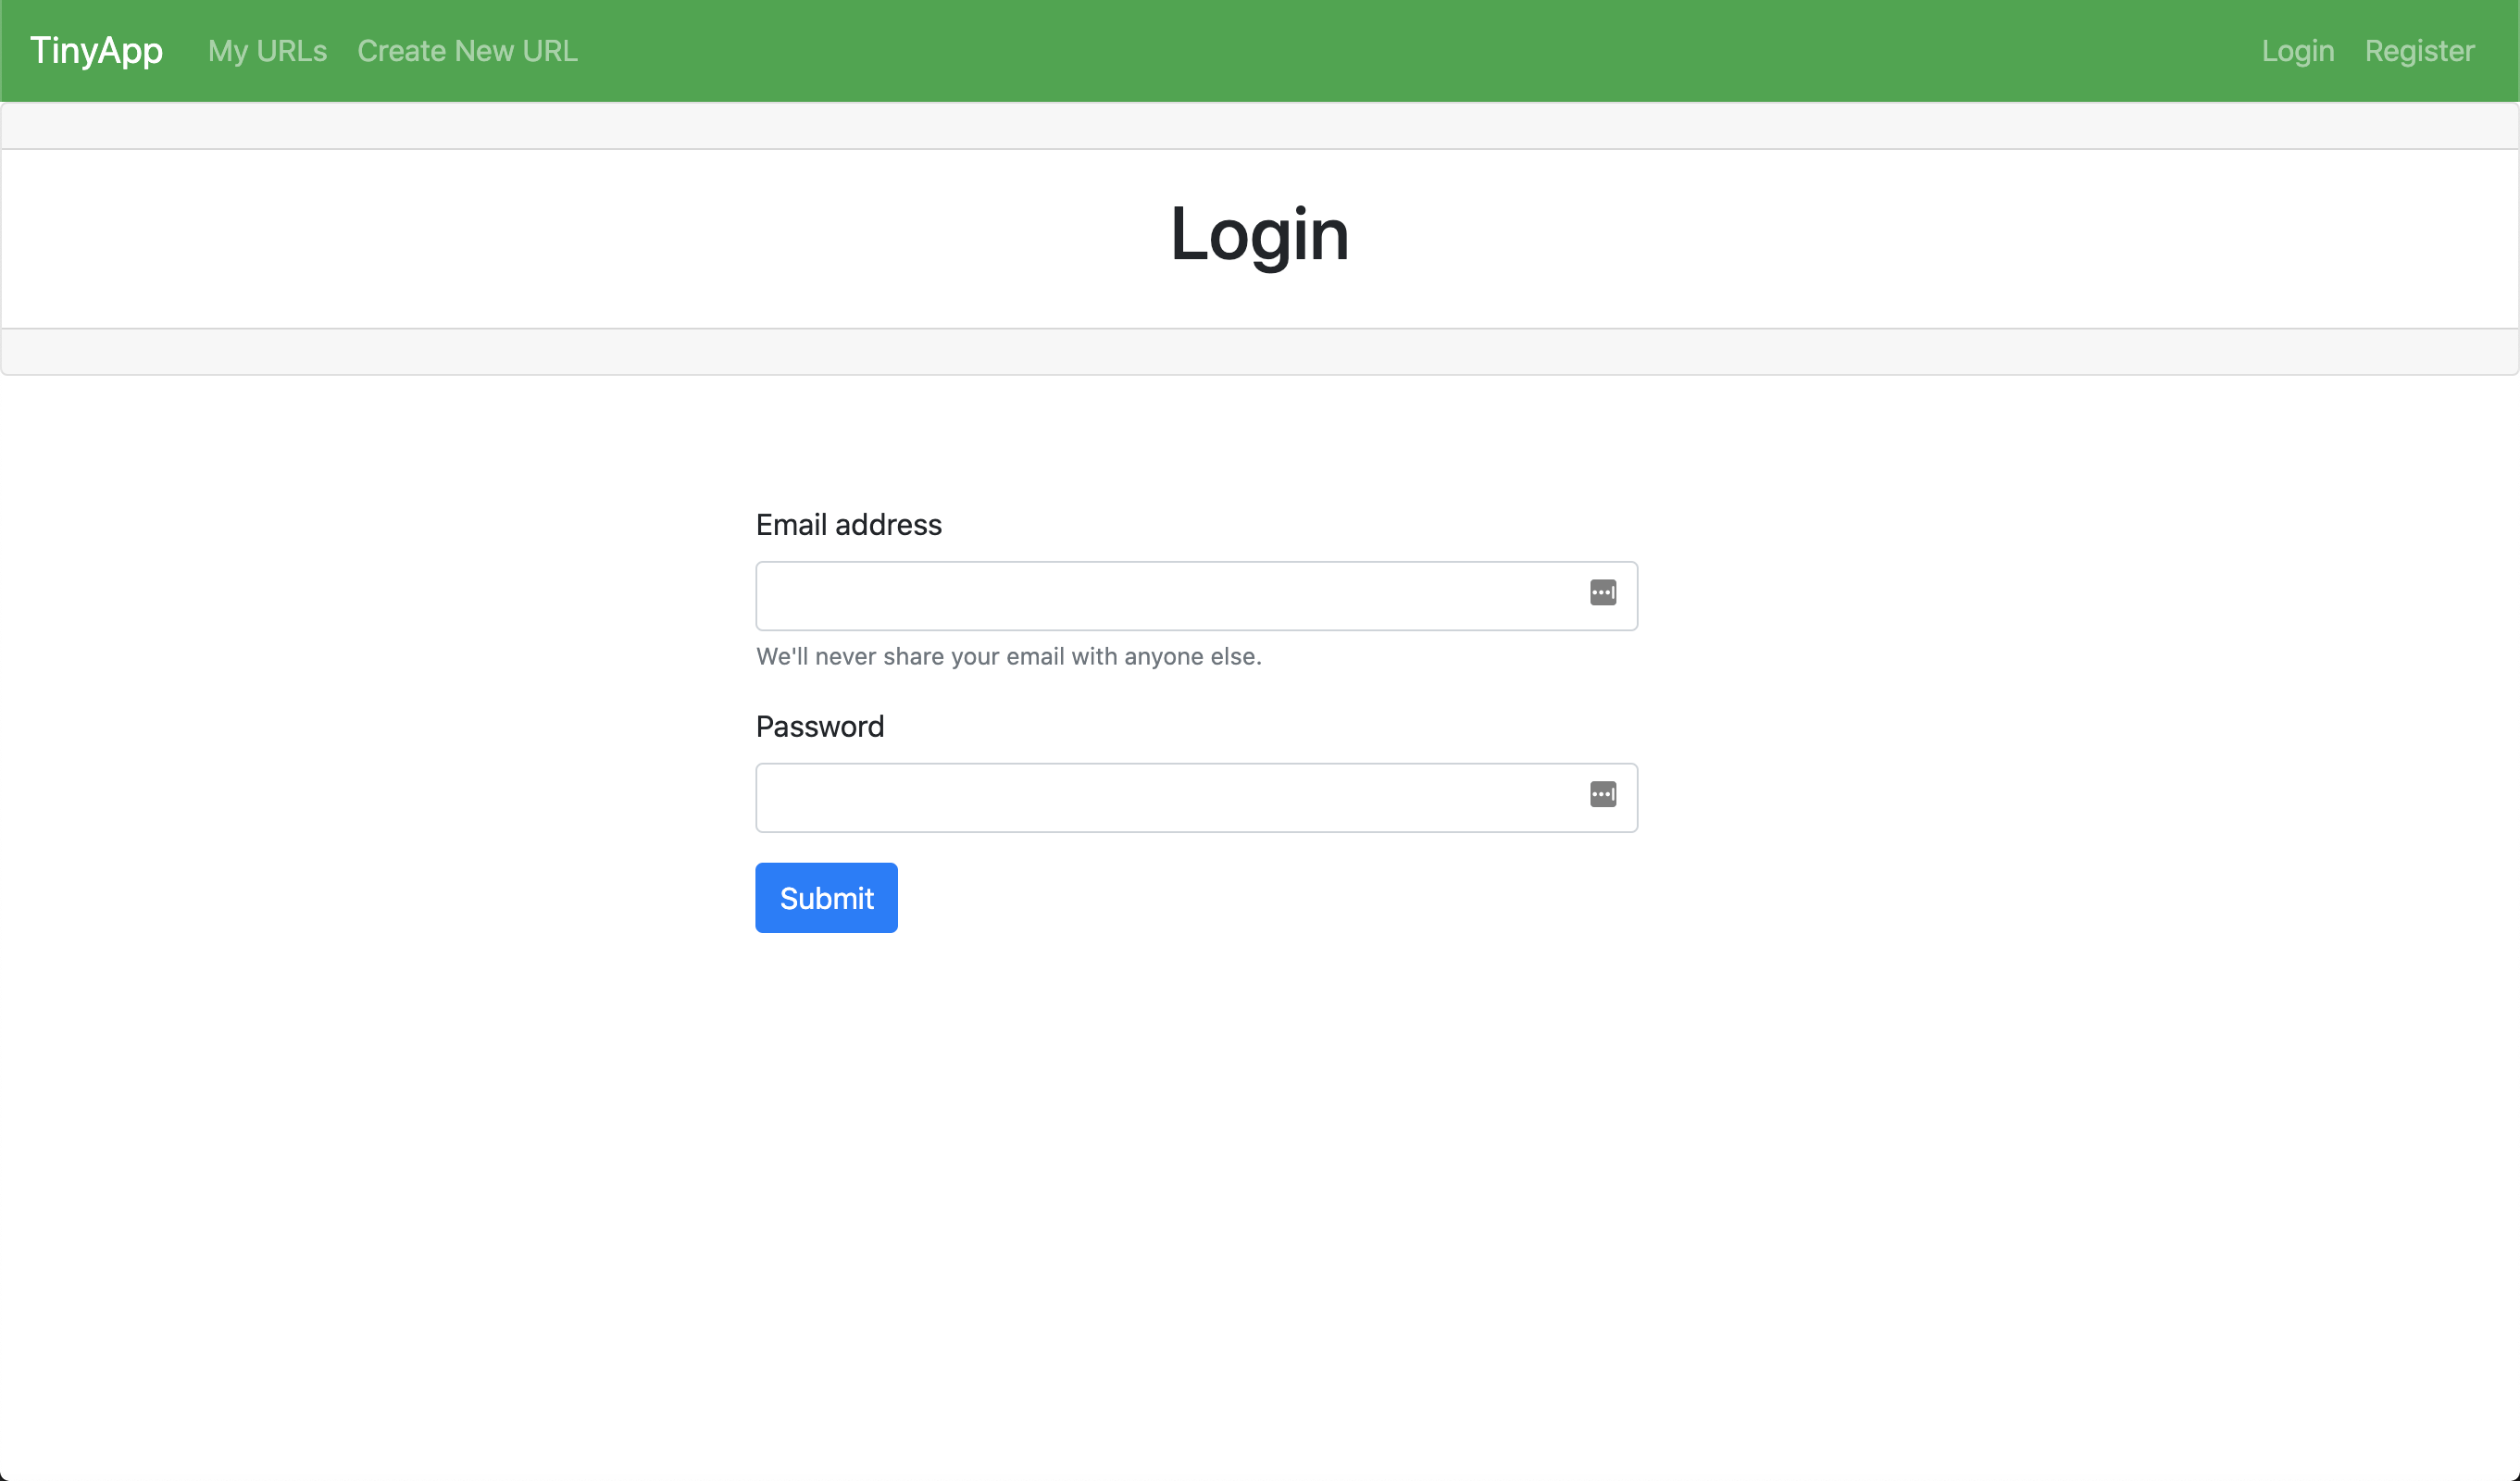 TinyApp My URLs Create New URL Login Register
Login
Email address
We'll never share your email with anyone else.
Password
Submit